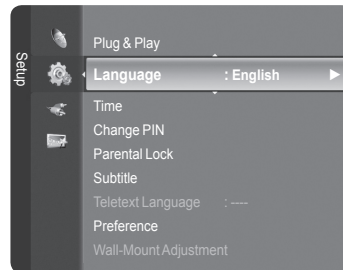 Setup
Plug & Play
Language : English
Time
Change PIN
Parental Lock
Subtitle
Teletext Language : ----
Preference
Wall-Mount Adjustment